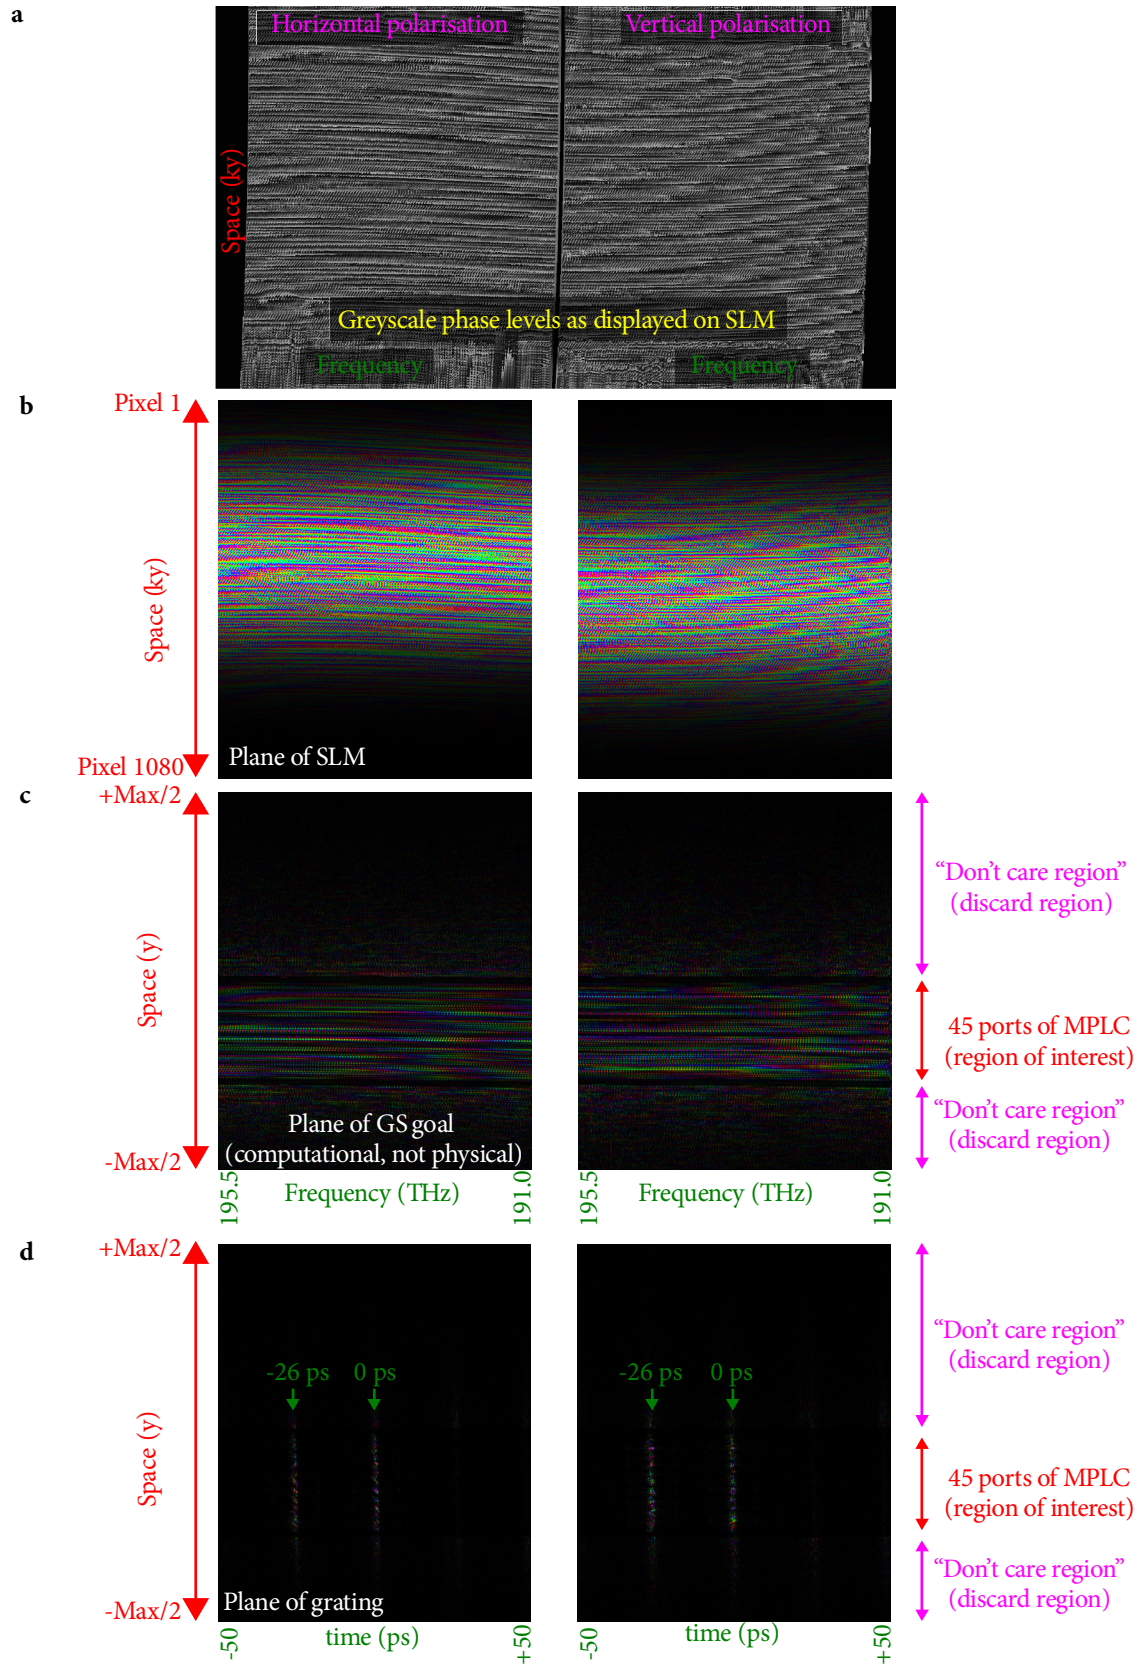 a
Horizontal polarisation
Vertical polarisation
Space (ky)
Greyscale phase levels as displayed on SLM
Frequency
Frequency
b
Pixel 1
Space (ky)
Pixel 1080
Plane of SLM
c
+Max/2
Space (y)
-Max/2
Plane of GS goal
(computational, not physical)
“Don't care region”
(discard region)
45 ports of MPLC
(region of interest)
“Don't care region”
(discard region)
195.5
Frequency (THz)
191.0
195.5
Frequency (THz)
191.0
d
+Max/2
Space (y)
-Max/2
-26 ps
0 ps
-26 ps
0 ps
Plane of grating
“Don't care region”
(discard region)
45 ports of MPLC
(region of interest)
“Don't care region”
(discard region)
-50
time (ps)
+50
-50
time (ps)
+50